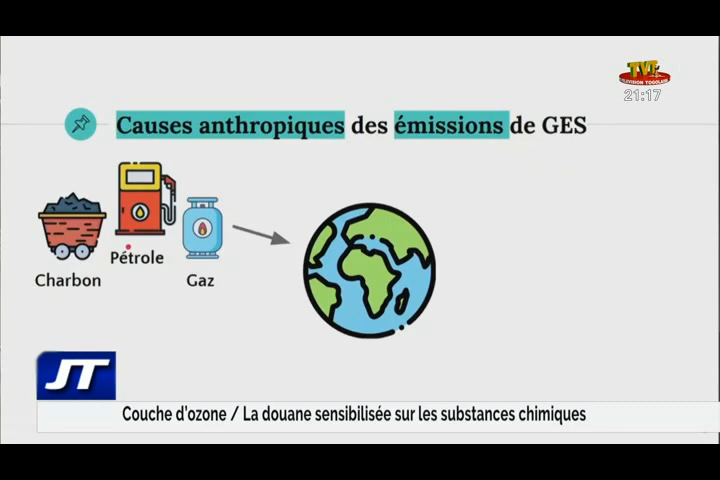 TVT
TELEVISION TOGOLAISE
21:17
Causes anthropiques des émissions de GES
Charbon
Pétrole
Gaz
JT
Couche d'ozone / La douane sensibilisée sur les substances chimiques